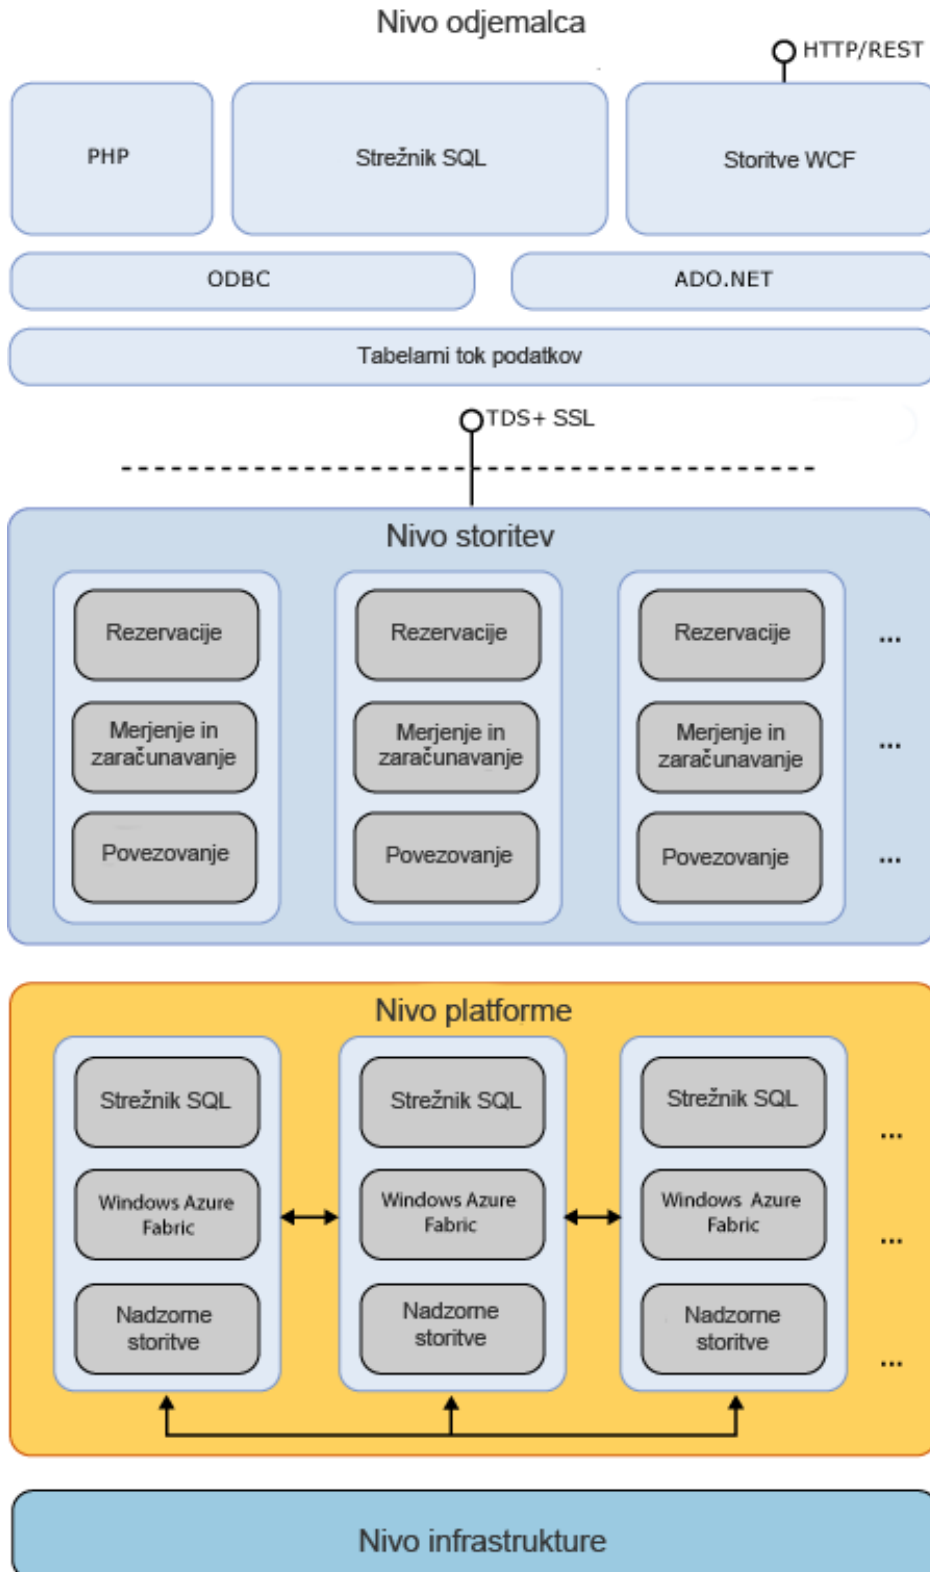 Nivo odjemalca
HTTP/REST
PHP
Strežnik SQL
Storitve WCF
ODBC
ADO.NET
Tabelarni tok podatkov
TDS+ SSL
Nivo storitev
Rezervacije
Rezervacije
Rezervacije
...
Merjenje in
zaračunavanje
Merjenje in
zaračunavanje
Merjenje in
zaračunavanje
...
Povezovanje
Povezovanje
Povezovanje
...
Nivo platforme
Strežnik SQL
Strežnik SQL
Strežnik SQL
...
Windows Azure
Fabric
Windows Azure
Fabric
Windows Azure
Fabric
...
Nadzorne
storitve
Nadzorne
storitve
Nadzorne
storitve
...
Nivo infrastrukture